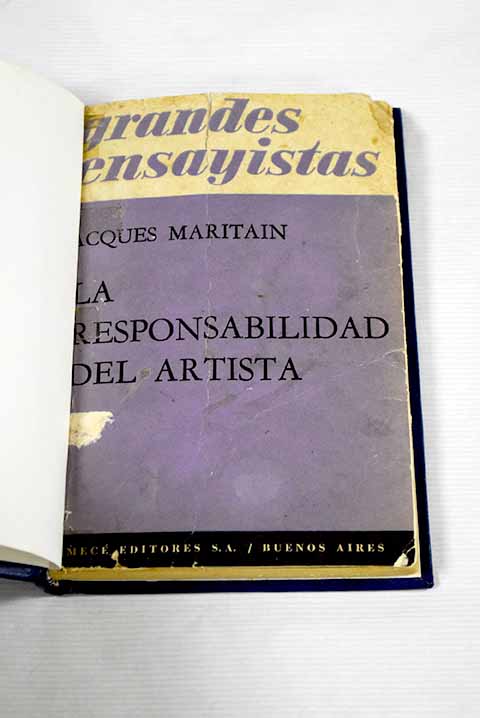 grandes
ensayistas
ACQUES MARITAIN
LA
RESPONSABILIDAD
DEL ARTISTA
MECÉ EDITORES S.A. / BUENOS AIRES